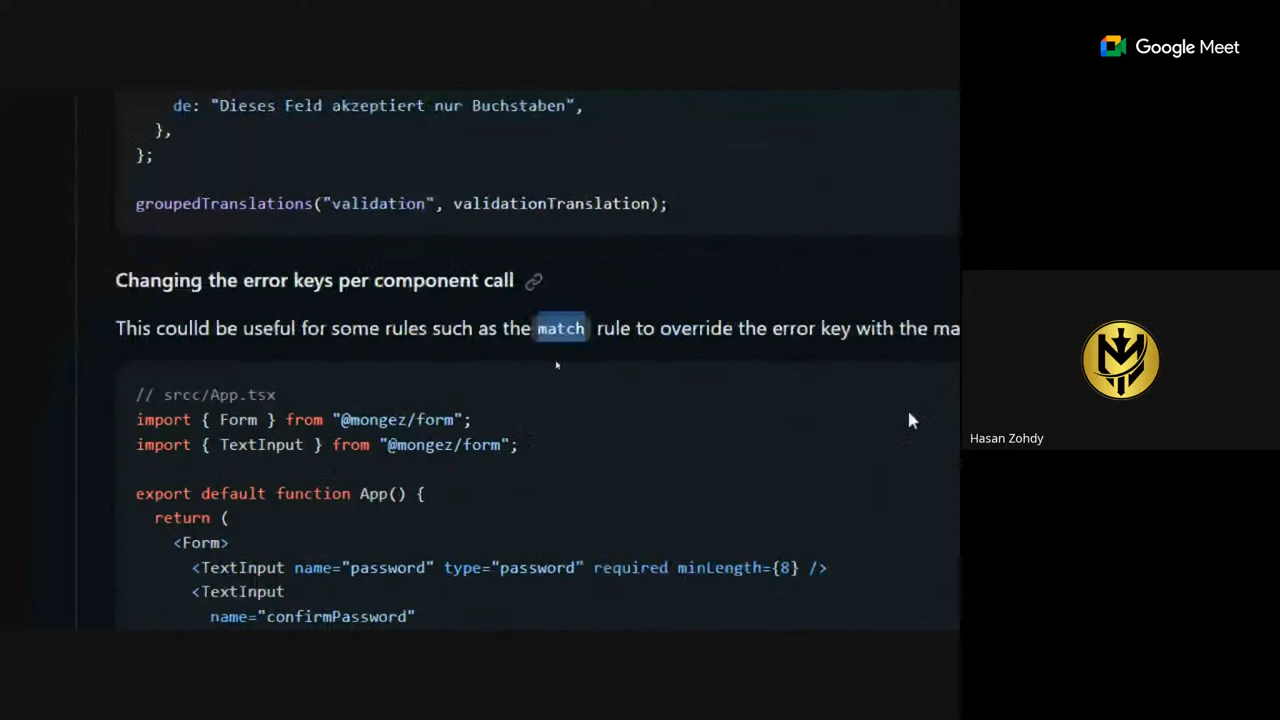 Google Meet
de: "Dieses Feld akzeptiert nur Buchstaben",
},
};
groupedTranslations("validation", validationTranslation);
Changing the error keys per component call
This could be useful for some rules such as the match rule to override the error key with the ma
// srcc/App.tsx
import { Form } from "@mongez/form";
import { TextInput } from "@mongez/form";
export default function App() {
return (
<Form>
<TextInput name="password" type="password" required minLength={8} />
<TextInput
name="confirmPassword"
Hasan Zohdy